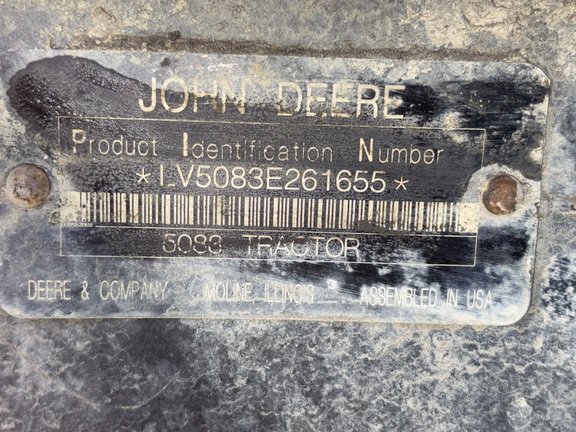 JOHN DEERE
Product Identification Number
*LV5083E261655*
5083 TRACTOR
DEERE & COMPANY MOLINE, ILLINOIS ASSEMBLED IN USA